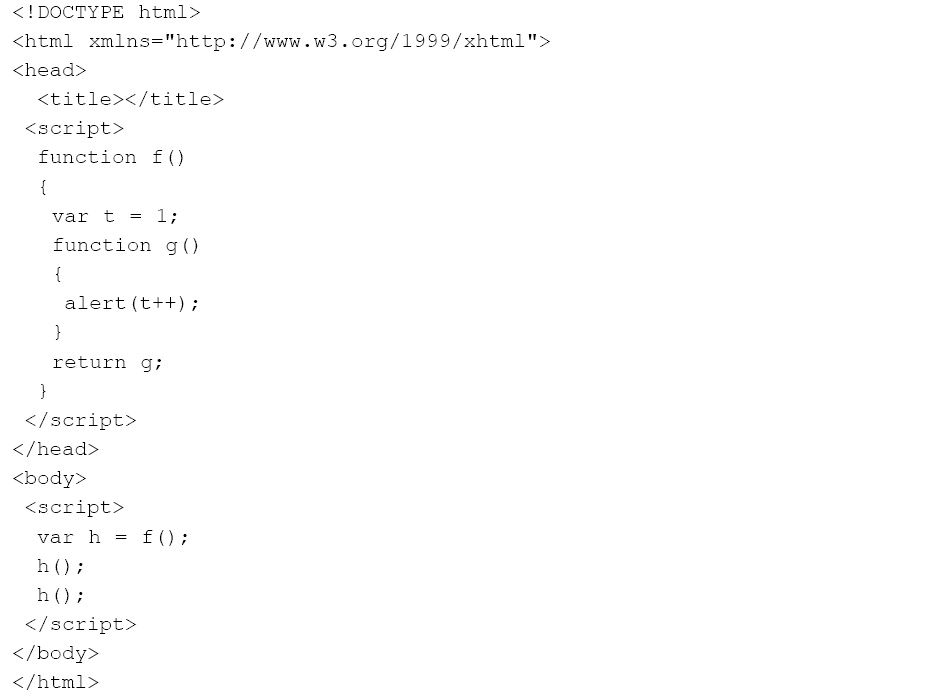 <!DOCTYPE html>
<html xmlns="http://www.w3.org/1999/xhtml">
<head>
  <title></title>
 <script>
  function f()
  {
   var t = 1;
   function g()
   {
    alert(t++);
   }
   return g;
  }
 </script>
</head>
<body>
 <script>
  var h = f();
  h();
  h();
 </script>
</body>
</html>